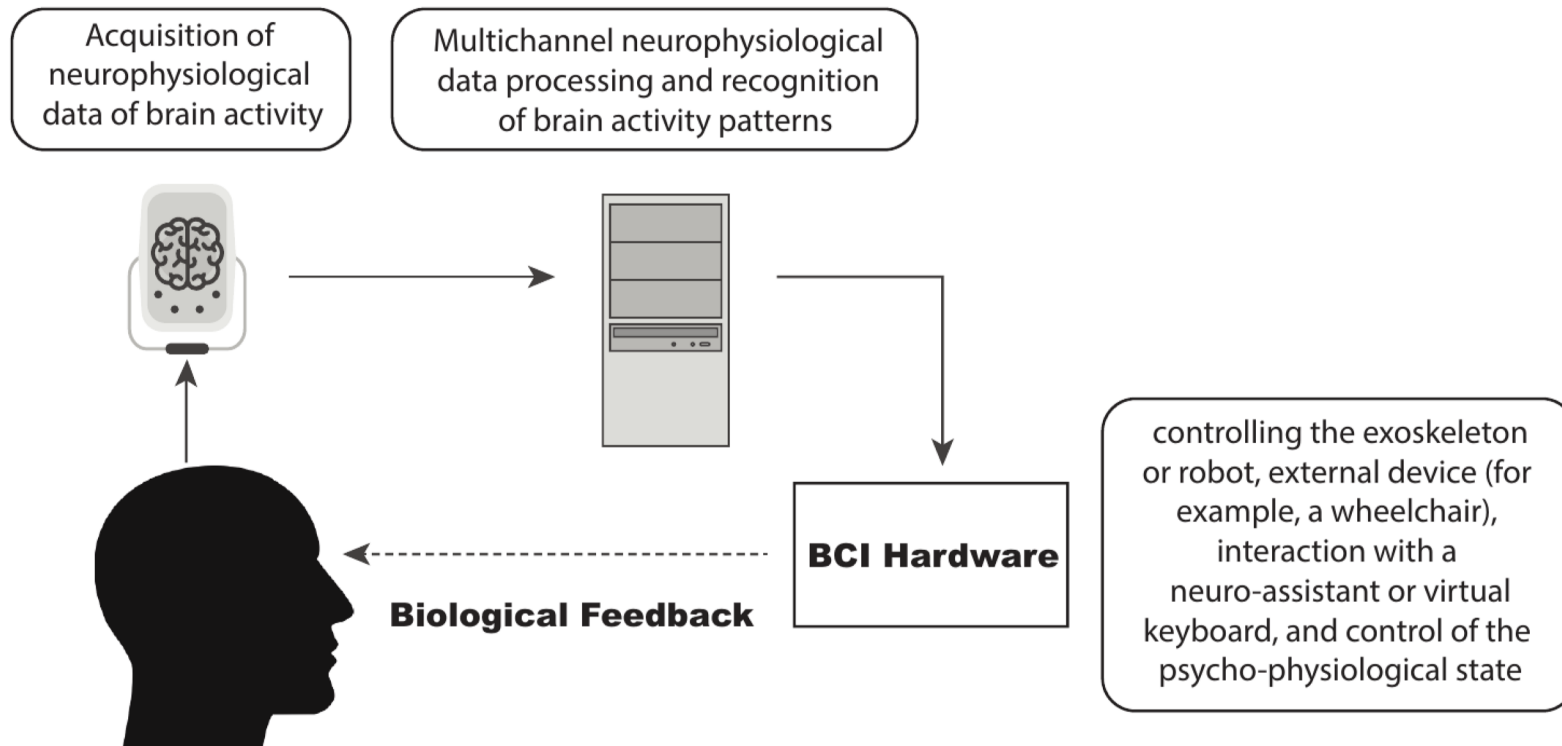 Acquisition of
neurophysiological
data of brain activity
Multichannel neurophysiological
data processing and recognition
of brain activity patterns
controlling the exoskeleton
or robot, external device (for
example, a wheelchair),
interaction with a
neuro-assistant or virtual
keyboard, and control of the
psycho-physiological state
BCI Hardware
Biological Feedback